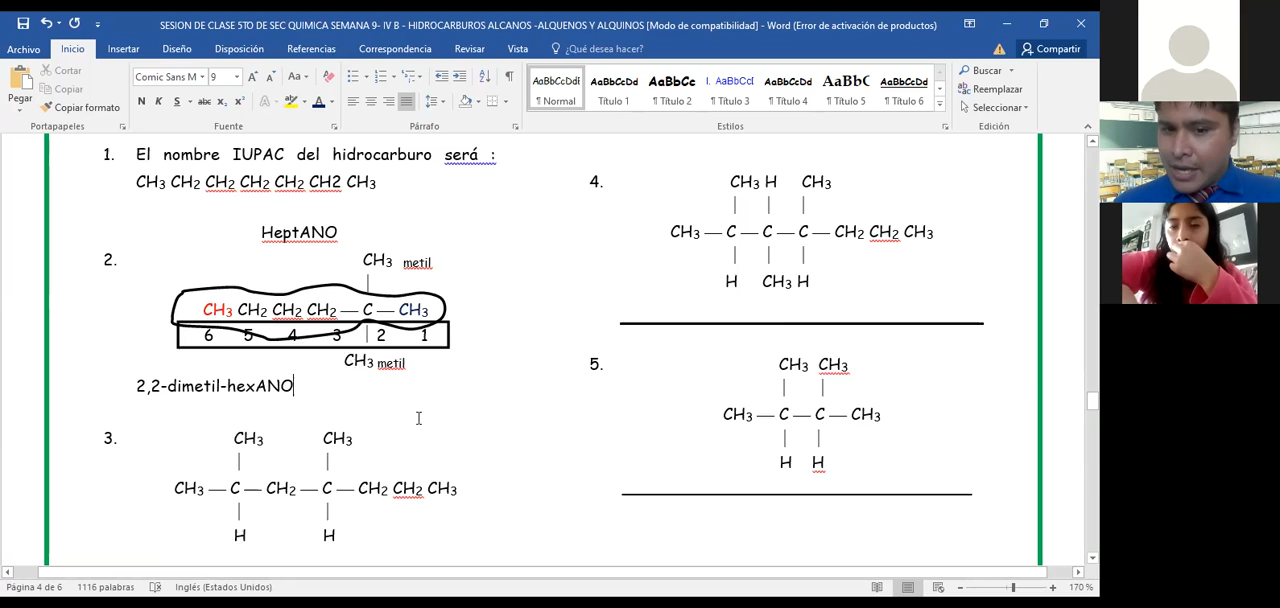 SESION DE CLASE 5TO DE SEC QUIMICA SEMANA 9- IV B - HIDROCARBUROS ALCANOS -ALQUENOS Y ALQUINOS [Modo de compatibilidad] - Word (Error de activación de productos)
Archivo Inicio Insertar Diseño Disposición Referencias Correspondencia Revisar Vista ¿Qué desea hacer? Compartir
Pegar
Cortar
Copiar
Copiar formato
Comic Sans M 9
N K S abc x₂ x²
AaBbCcDdE ¶ Normal
AaBbCcDd Título 1
AaBbCc Título 2
I. AaBbCcD ¶ Título 3
AaBbCcDd ¶ Título 4
AaBbC ¶ Título 5
AaBbCcDd ¶ Título 6
Buscar
Reemplazar
Seleccionar
Portapapeles Fuente Párrafo Estilos Edición
1. El nombre IUPAC del hidrocarburo será :
CH3 CH2 CH2 CH2 CH2 CH2 CH3
HeptANO
2.
CH3 metil
|
CH3 CH2 CH2 CH2 — C — CH3
6 5 4 3 | 2 1
CH3 metil
2,2-dimetil-hexANO
3.
CH3 CH3
| |
CH3 — C — CH2 — C — CH2 CH2 CH3
| |
H H
4.
CH3 H CH3
| | |
CH3 — C — C — C — CH2 CH2 CH3
| | |
H CH3 H
5.
CH3 CH3
| |
CH3 — C — C — CH3
| |
H H
Página 4 de 6 1116 palabras Inglés (Estados Unidos) 170 %